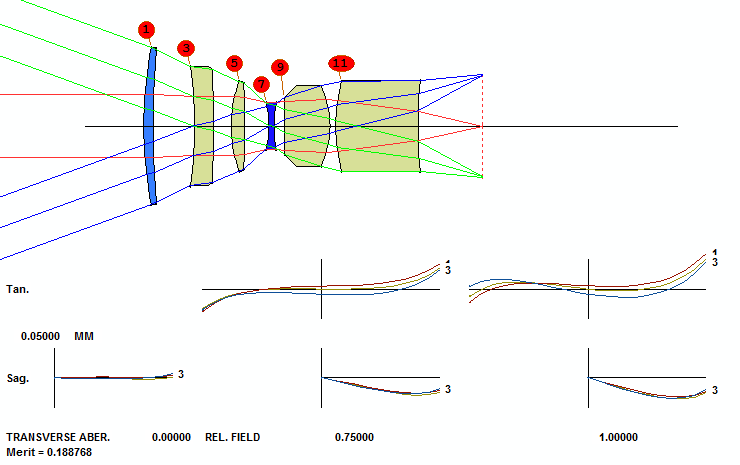 1
3
5
7
9
11
Tan.
1
3
1
3
0.05000 MM
Sag.
3
3
3
TRANSVERSE ABER. 0.00000 REL. FIELD 0.75000 1.00000
Merit = 0.188768